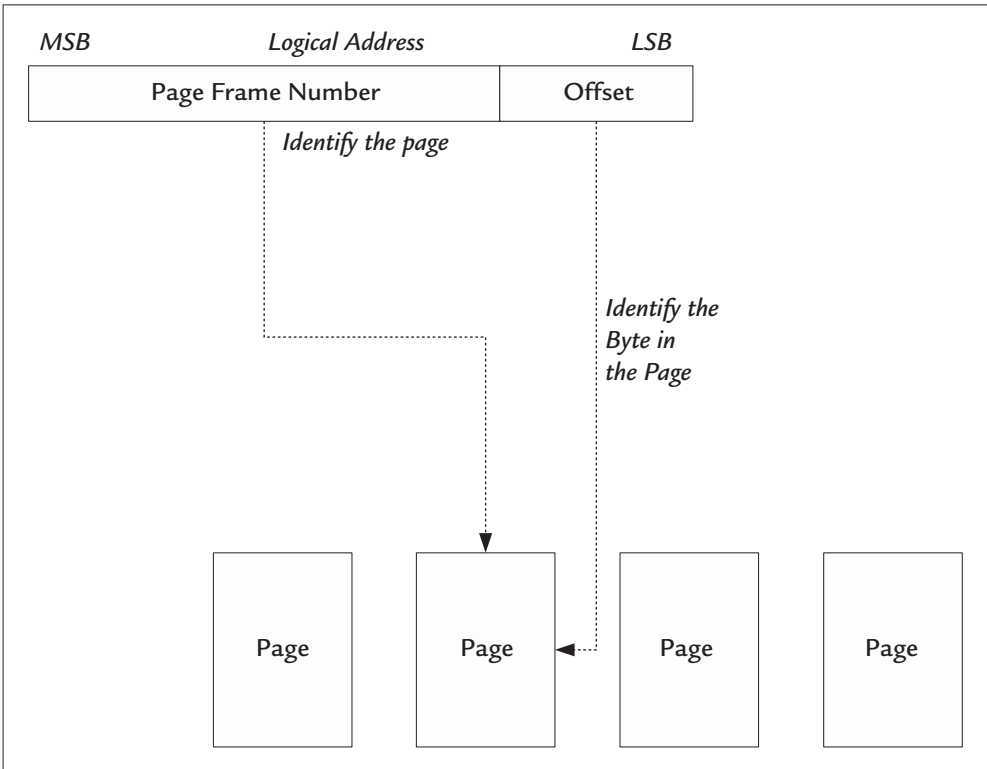 MSB Logical Address LSB
Page Frame Number Offset
Identify the page
Identify the
Byte in
the Page
Page Page Page Page